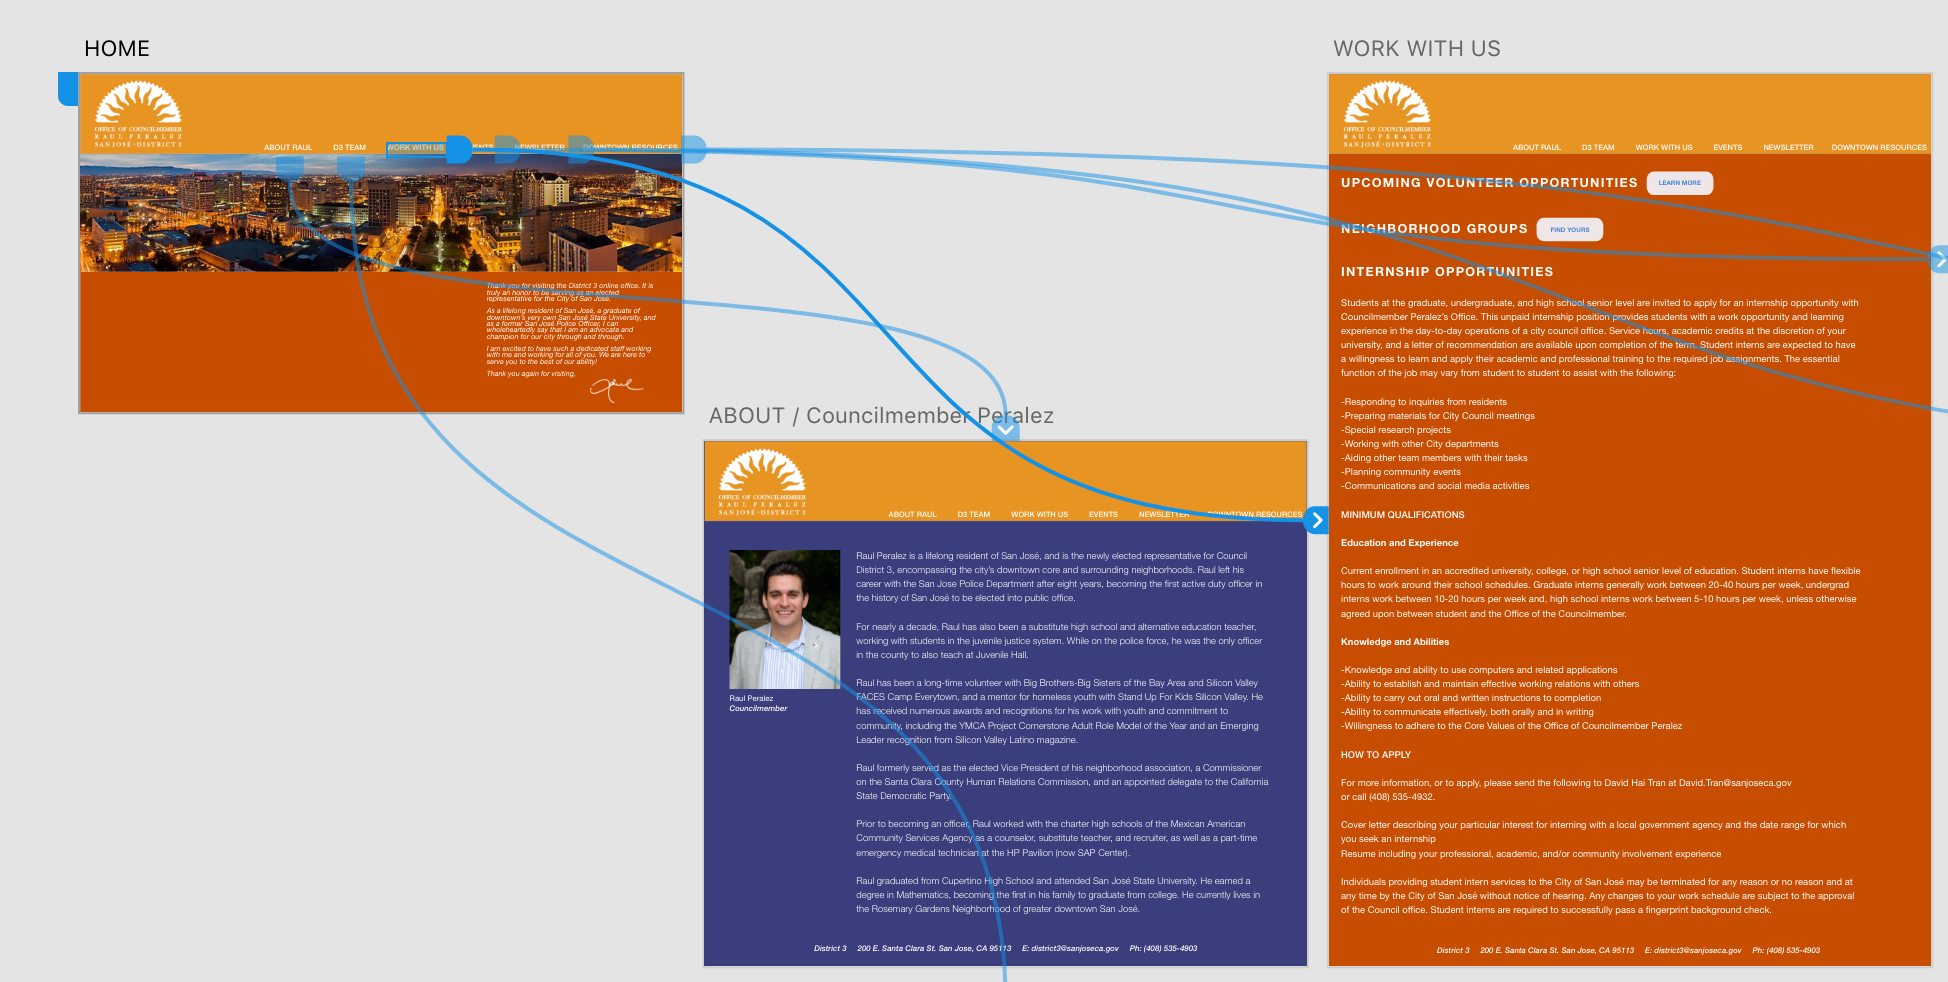 HOME
OFFICE OF COUNCILMEMBER
RAUL PERALEZ
SAN JOSE • DISTRICT 3
ABOUT RAUL D3 TEAM WORK WITH US EVENTS NEWSLETTER DOWNTOWN RESOURCES
Thank you for visiting the District 3 online office. It is
truly an honor to be serving as an elected
representative for the City of San José.
As a lifelong resident of San José, a graduate of
downtown's very own San José State University, and
as a former San José Police Officer, I can
wholeheartedly say that I am an advocate and
champion for our city through and through.
I am excited to have such a dedicated staff working
with me and working for all of you. We are here to
serve you to the best of our ability!
Thank you again for visiting,
ABOUT / Councilmember Peralez
OFFICE OF COUNCILMEMBER
RAUL PERALEZ
SAN JOSE • DISTRICT 3
ABOUT RAUL D3 TEAM WORK WITH US EVENTS NEWSLETTER DOWNTOWN RESOURCES
Raul Peralez
Councilmember
Raul Peralez is a lifelong resident of San José, and is the newly elected representative for Council
District 3, encompassing the city's downtown core and surrounding neighborhoods. Raul left his
career with the San Jose Police Department after eight years, becoming the first active duty officer in
the history of San José to be elected into public office.
For nearly a decade, Raul has also been a substitute high school and alternative education teacher,
working with students in the juvenile justice system. While on the police force, he was the only officer
in the county to also teach at Juvenile Hall.
Raul has been a long-time volunteer with Big Brothers-Big Sisters of the Bay Area and Silicon Valley
FACES Camp Everytown, and a mentor for homeless youth with Stand Up For Kids Silicon Valley. He
has received numerous awards and recognitions for his work with youth and commitment to
community, including the YMCA Project Cornerstone Adult Role Model of the Year and an Emerging
Leader recognition from Silicon Valley Latino magazine.
Raul formerly served as the elected Vice President of his neighborhood association, a Commissioner
on the Santa Clara County Human Relations Commission, and an appointed delegate to the California
State Democratic Party.
Prior to becoming an officer, Raul worked with the charter high schools of the Mexican American
Community Services Agency as a counselor, substitute teacher, and recruiter, as well as a part-time
emergency medical technician at the HP Pavilion (now SAP Center).
Raul graduated from Cupertino High School and attended San José State University. He earned a
degree in Mathematics, becoming the first in his family to graduate from college. He currently lives in
the Rosemary Gardens Neighborhood of greater downtown San José.
District 3 200 E. Santa Clara St. San Jose, CA 95113 E: district3@sanjoseca.gov Ph: (408) 535-4903
WORK WITH US
OFFICE OF COUNCILMEMBER
RAUL PERALEZ
SAN JOSE • DISTRICT 3
ABOUT RAUL D3 TEAM WORK WITH US EVENTS NEWSLETTER DOWNTOWN RESOURCES
UPCOMING VOLUNTEER OPPORTUNITIES LEARN MORE
NEIGHBORHOOD GROUPS FIND YOURS
INTERNSHIP OPPORTUNITIES
Students at the graduate, undergraduate, and high school senior level are invited to apply for an internship opportunity with
Councilmember Peralez's Office. This unpaid internship position provides students with a work opportunity and learning
experience in the day-to-day operations of a city council office. Service hours, academic credits at the discretion of your
university, and a letter of recommendation are available upon completion of the term. Student interns are expected to have
a willingness to learn and apply their academic and professional training to the required job assignments. The essential
function of the job may vary from student to student to assist with the following:
-Responding to inquiries from residents
-Preparing materials for City Council meetings
-Special research projects
-Working with other City departments
-Aiding other team members with their tasks
-Planning community events
-Communications and social media activities
MINIMUM QUALIFICATIONS
Education and Experience
Current enrollment in an accredited university, college, or high school senior level of education. Student interns have flexible
hours to work around their school schedules. Graduate interns generally work between 20-40 hours per week, undergrad
interns work between 10-20 hours per week and, high school interns work between 5-10 hours per week, unless otherwise
agreed upon between student and the Office of the Councilmember.
Knowledge and Abilities
-Knowledge and ability to use computers and related applications
-Ability to establish and maintain effective working relations with others
-Ability to carry out oral and written instructions to completion
-Ability to communicate effectively, both orally and in writing
-Willingness to adhere to the Core Values of the Office of Councilmember Peralez
HOW TO APPLY
For more information, or to apply, please send the following to David Hai Tran at David.Tran@sanjoseca.gov
or call (408) 535-4932.
Cover letter describing your particular interest for interning with a local government agency and the date range for which
you seek an internship
Resume including your professional, academic, and/or community involvement experience
Individuals providing student intern services to the City of San José may be terminated for any reason or no reason and at
any time by the City of San José without notice of hearing. Any changes to your work schedule are subject to the approval
of the Council office. Student interns are required to successfully pass a fingerprint background check.
District 3 200 E. Santa Clara St. San Jose, CA 95113 E: district3@sanjoseca.gov Ph: (408) 535-4903